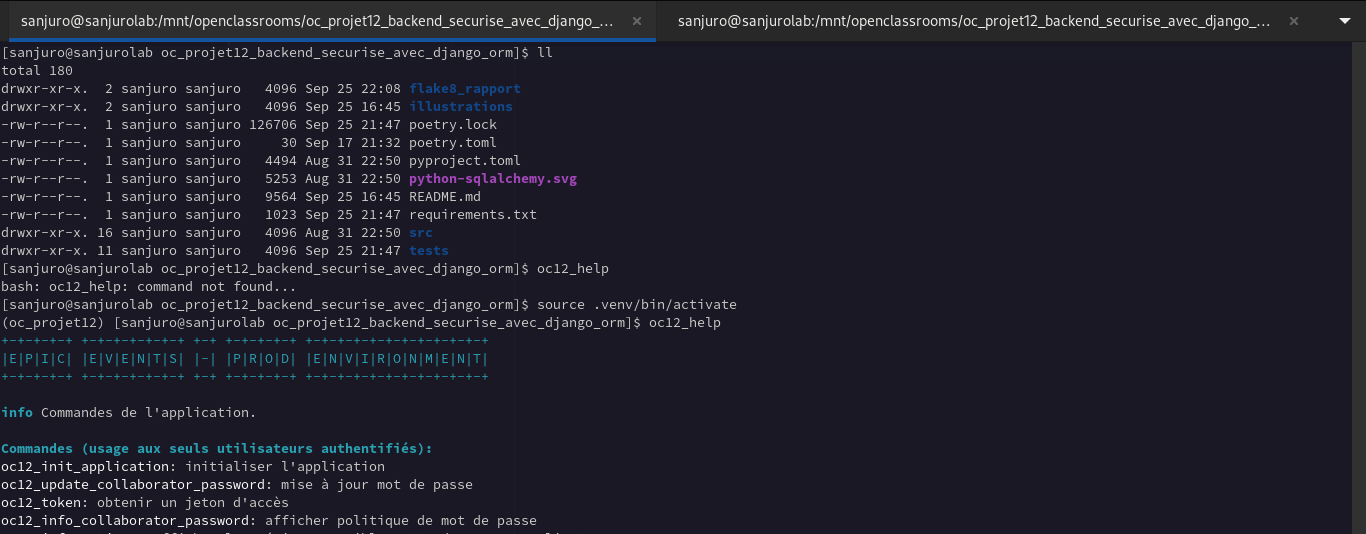 sanjuro@sanjurolab:/mnt/openclassrooms/oc_projet12_backend_securise_avec_django_... ×
sanjuro@sanjurolab:/mnt/openclassrooms/oc_projet12_backend_securise_avec_django_... ×
[sanjuro@sanjurolab oc_projet12_backend_securise_avec_django_orm]$ ll
total 180
drwxr-xr-x.  2 sanjuro sanjuro   4096 Sep 25 22:08 flake8_rapport
drwxr-xr-x.  2 sanjuro sanjuro   4096 Sep 25 16:45 illustrations
-rw-r--r--.  1 sanjuro sanjuro 126706 Sep 25 21:47 poetry.lock
-rw-r--r--.  1 sanjuro sanjuro     30 Sep 17 21:32 poetry.toml
-rw-r--r--.  1 sanjuro sanjuro   4494 Aug 31 22:50 pyproject.toml
-rw-r--r--.  1 sanjuro sanjuro   5253 Aug 31 22:50 python-sqlalchemy.svg
-rw-r--r--.  1 sanjuro sanjuro   9564 Sep 25 16:45 README.md
-rw-r--r--.  1 sanjuro sanjuro   1023 Sep 25 21:47 requirements.txt
drwxr-xr-x. 16 sanjuro sanjuro   4096 Aug 31 22:50 src
drwxr-xr-x. 11 sanjuro sanjuro   4096 Sep 25 21:47 tests
[sanjuro@sanjurolab oc_projet12_backend_securise_avec_django_orm]$ oc12_help
bash: oc12_help: command not found...
[sanjuro@sanjurolab oc_projet12_backend_securise_avec_django_orm]$ source .venv/bin/activate
(oc_projet12) [sanjuro@sanjurolab oc_projet12_backend_securise_avec_django_orm]$ oc12_help
+-+-+-+-+ +-+-+-+-+-+-+ +-+ +-+-+-+-+ +-+-+-+-+-+-+-+-+-+-+-+
|E|P|I|C| |E|V|E|N|T|S| |-| |P|R|O|D| |E|N|V|I|R|O|N|M|E|N|T|
+-+-+-+-+ +-+-+-+-+-+-+ +-+ +-+-+-+-+ +-+-+-+-+-+-+-+-+-+-+-+
info Commandes de l'application.
Commandes (usage aux seuls utilisateurs authentifiés):
oc12_init_application: initialiser l'application
oc12_update_collaborator_password: mise à jour mot de passe
oc12_token: obtenir un jeton d'accès
oc12_info_collaborator_password: afficher politique de mot de passe